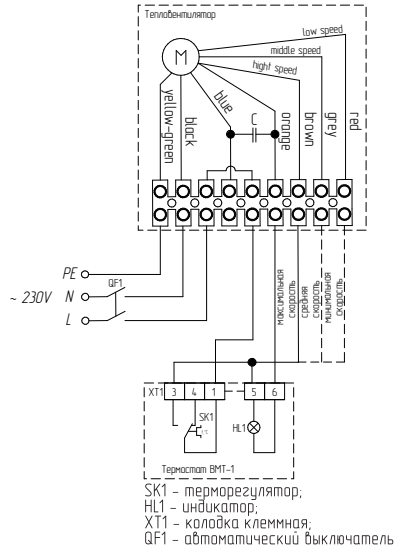 Тепловентилятор
low speed
middle speed
hight speed
M
yellow-green
black
blue
C
orange
brown
grey
red
PE
~ 230V
N
QF1
L
максимальная скорость
средняя скорость
минимальная скорость
XT1
3
4
1
5
6
SK1
t°C
HL1
Термостат ВМТ-1
SK1 - терморегулятор;
HL1 - индикатор;
XT1 - колодка клеммная;
QF1 - автоматический выключатель